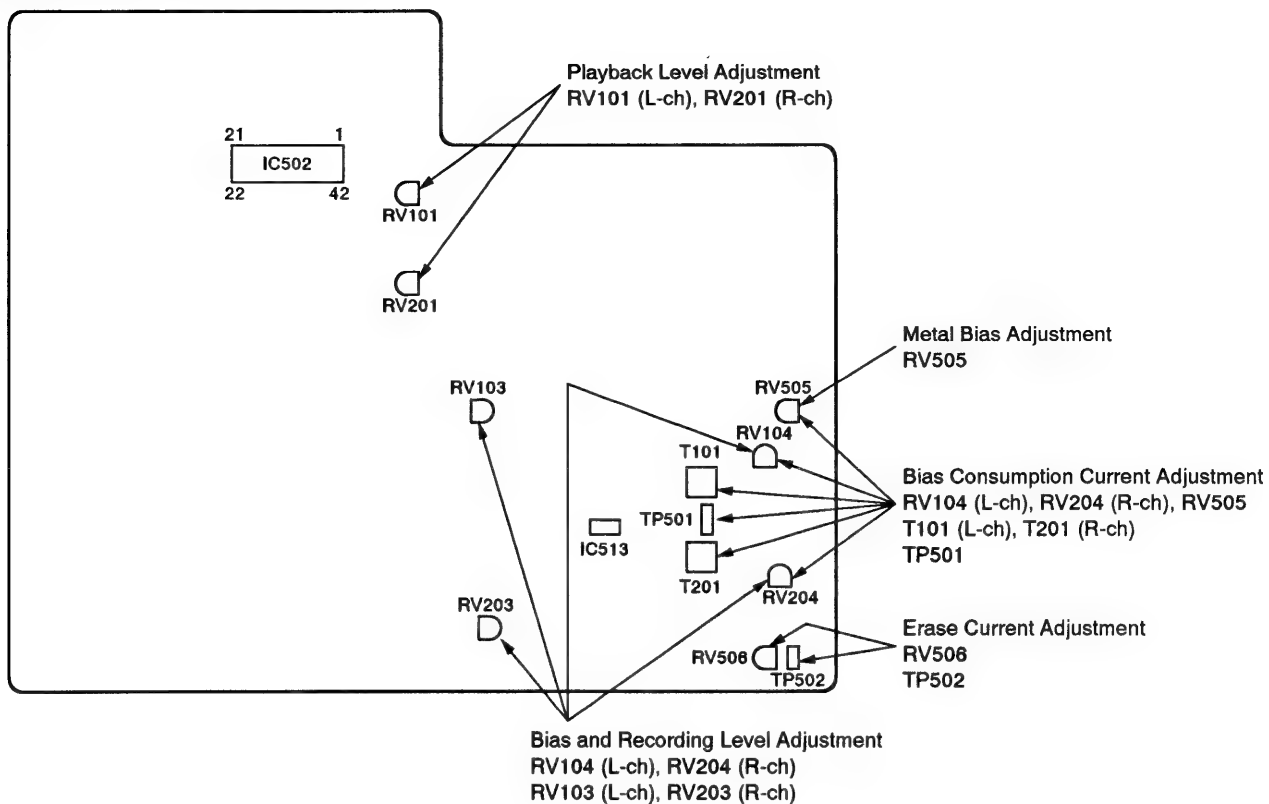 Playback Level Adjustment
RV101 (L-ch), RV201 (R-ch)
21 1
IC502
22 42
RV101
RV201
Metal Bias Adjustment
RV505
RV103
RV505
RV104
T101
Bias Consumption Current Adjustment
RV104 (L-ch), RV204 (R-ch), RV505
T101 (L-ch), T201 (R-ch)
TP501
TP501
IC513
T201
RV204
RV203
Erase Current Adjustment
RV506
TP502
RV506
TP502
Bias and Recording Level Adjustment
RV104 (L-ch), RV204 (R-ch)
RV103 (L-ch), RV203 (R-ch)